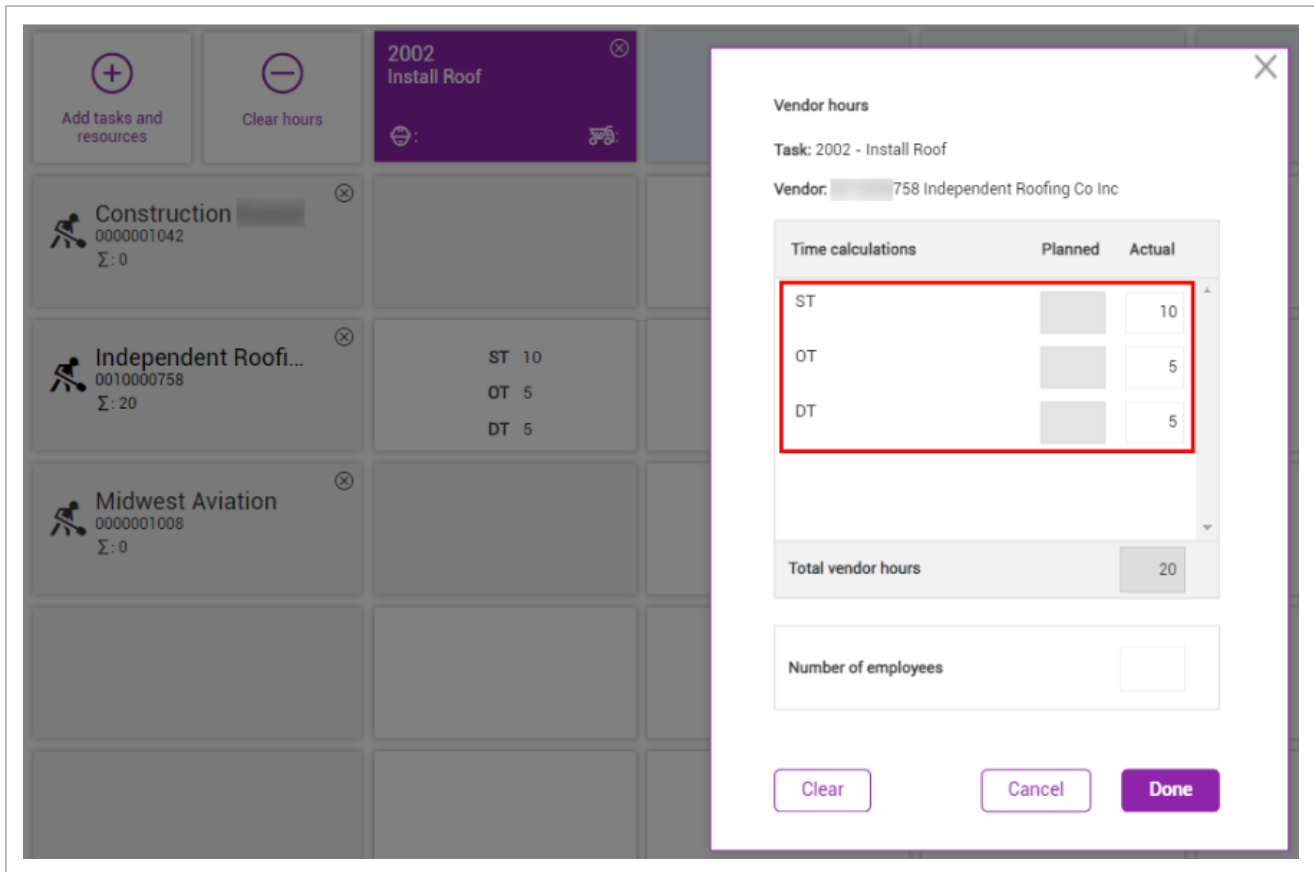 Add tasks and
resources
Clear hours
2002
Install Roof
:
:
Construction
0000001042
Σ: 0
Independent Roofi...
0010000758
Σ: 20
ST 10
OT 5
DT 5
Midwest Aviation
0000001008
Σ: 0
Vendor hours
Task: 2002 - Install Roof
Vendor: 758 Independent Roofing Co Inc
Time calculations Planned Actual
ST 10
OT 5
DT 5
Total vendor hours 20
Number of employees
Clear Cancel Done